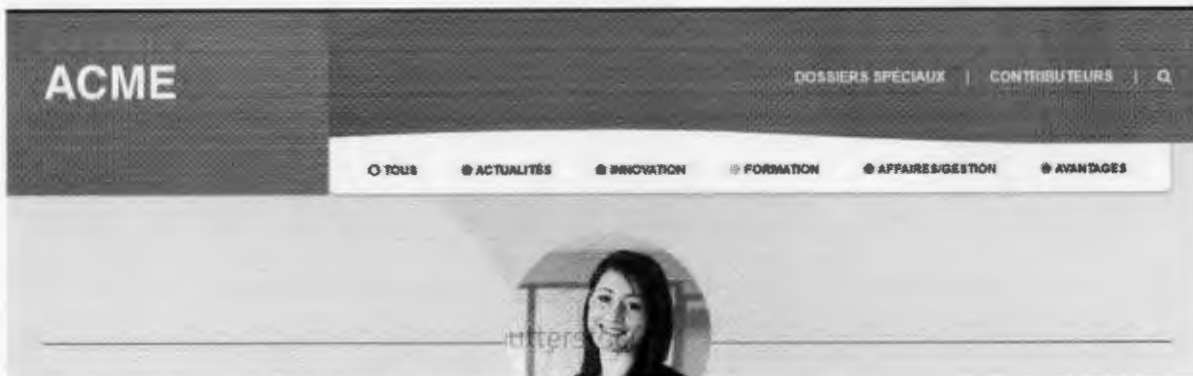 ACME
DOSSIERS SPÉCIAUX | CONTRIBUTEURS |
TOUS ACTUALITÉS INNOVATION FORMATION AFFAIRES/GESTION AVANTAGES